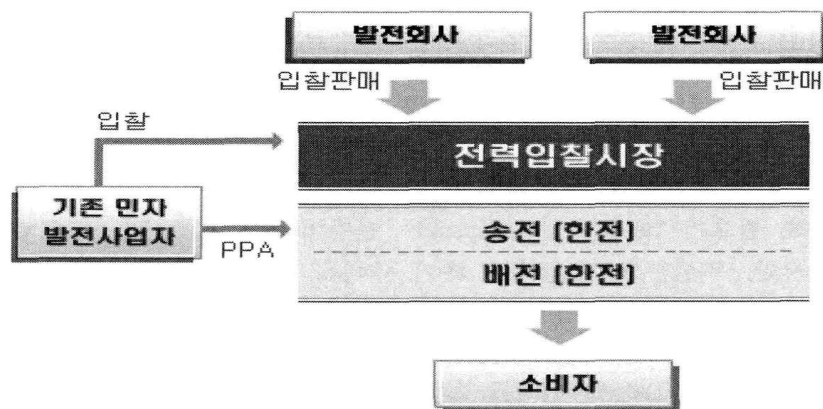 발전회사
발전회사
입찰판매
입찰판매
입찰
전력입찰시장
기존 민자
발전사업자
PPA
송전 (한전)
배전 (한전)
소비자